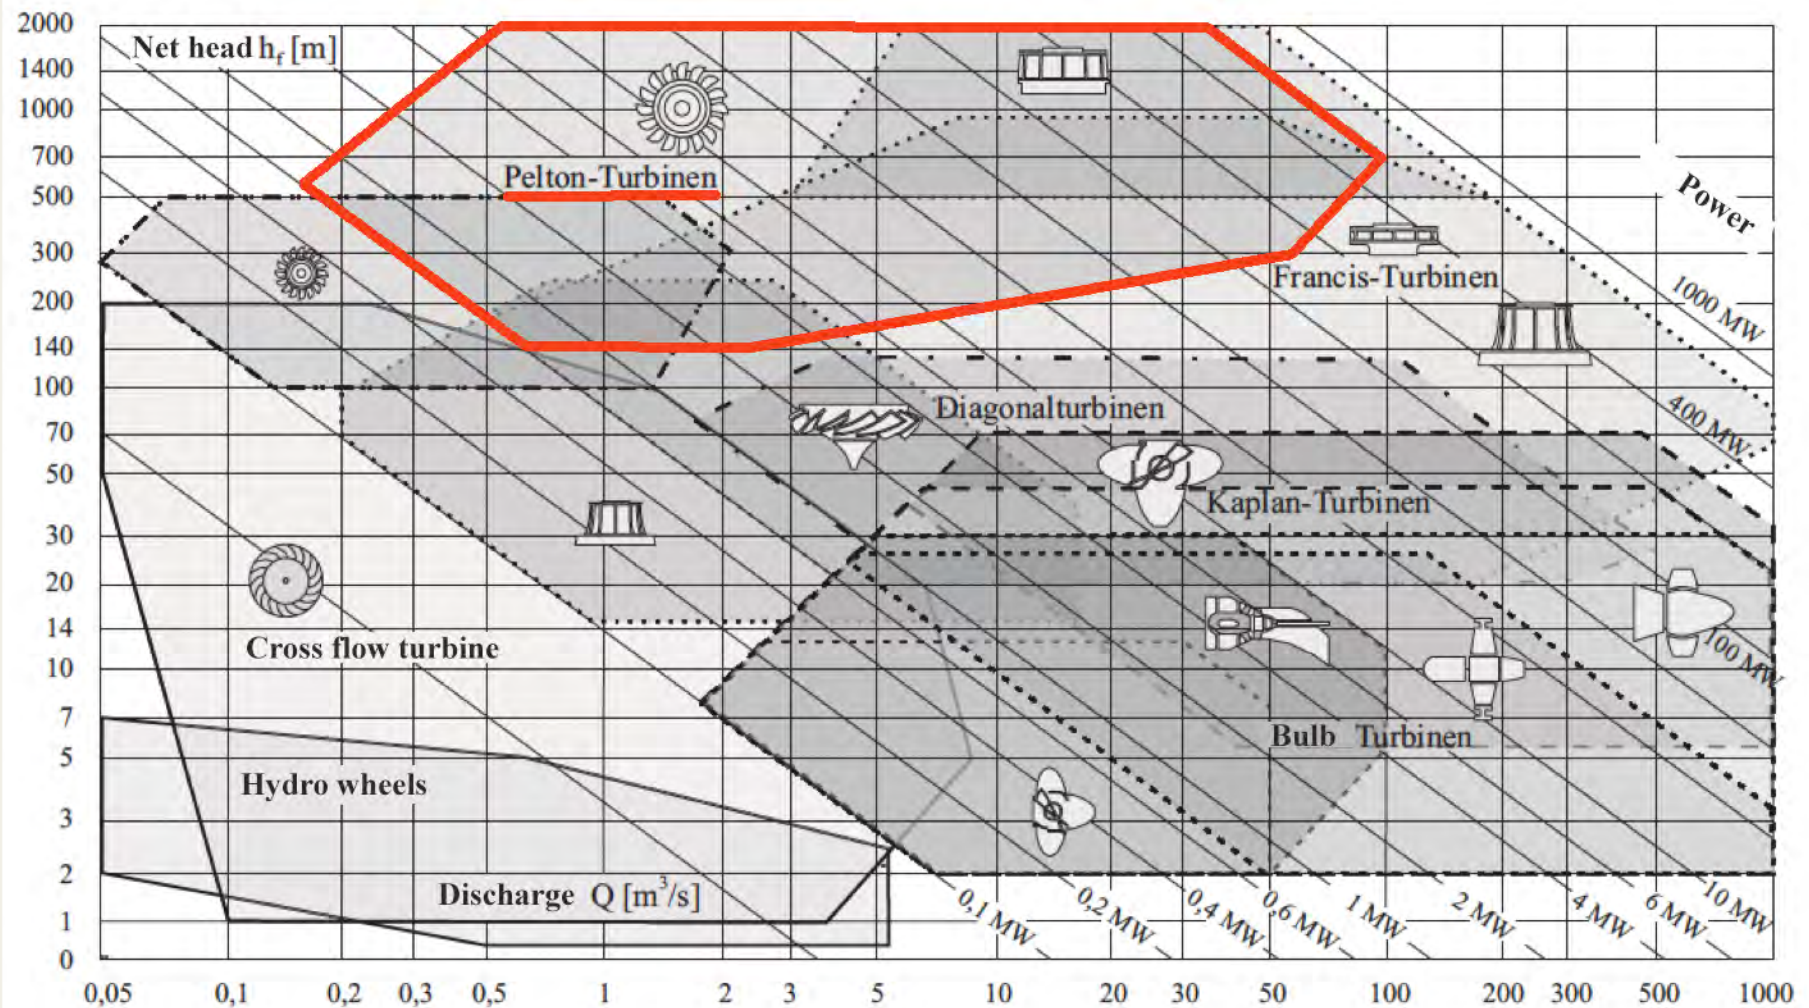 2000
Net head h_f [m]
1400
1000
700
Pelton-Turbinen
500
Power
300
Francis-Turbinen
200
1000 MW
140
100
Diagonalturbinen
400 MW
70
50
Kaplan-Turbinen
30
20
14
Cross flow turbine
100 MW
10
7
Bulb Turbinen
5
Hydro wheels
3
2
Discharge Q [m³/s]
0,1 MW
0,2 MW
0,4 MW
0,6 MW
1 MW
2 MW
4 MW
6 MW
10 MW
1
0
0,05 0,1 0,2 0,3 0,5 1 2 3 5 10 20 30 50 100 200 300 500 1000